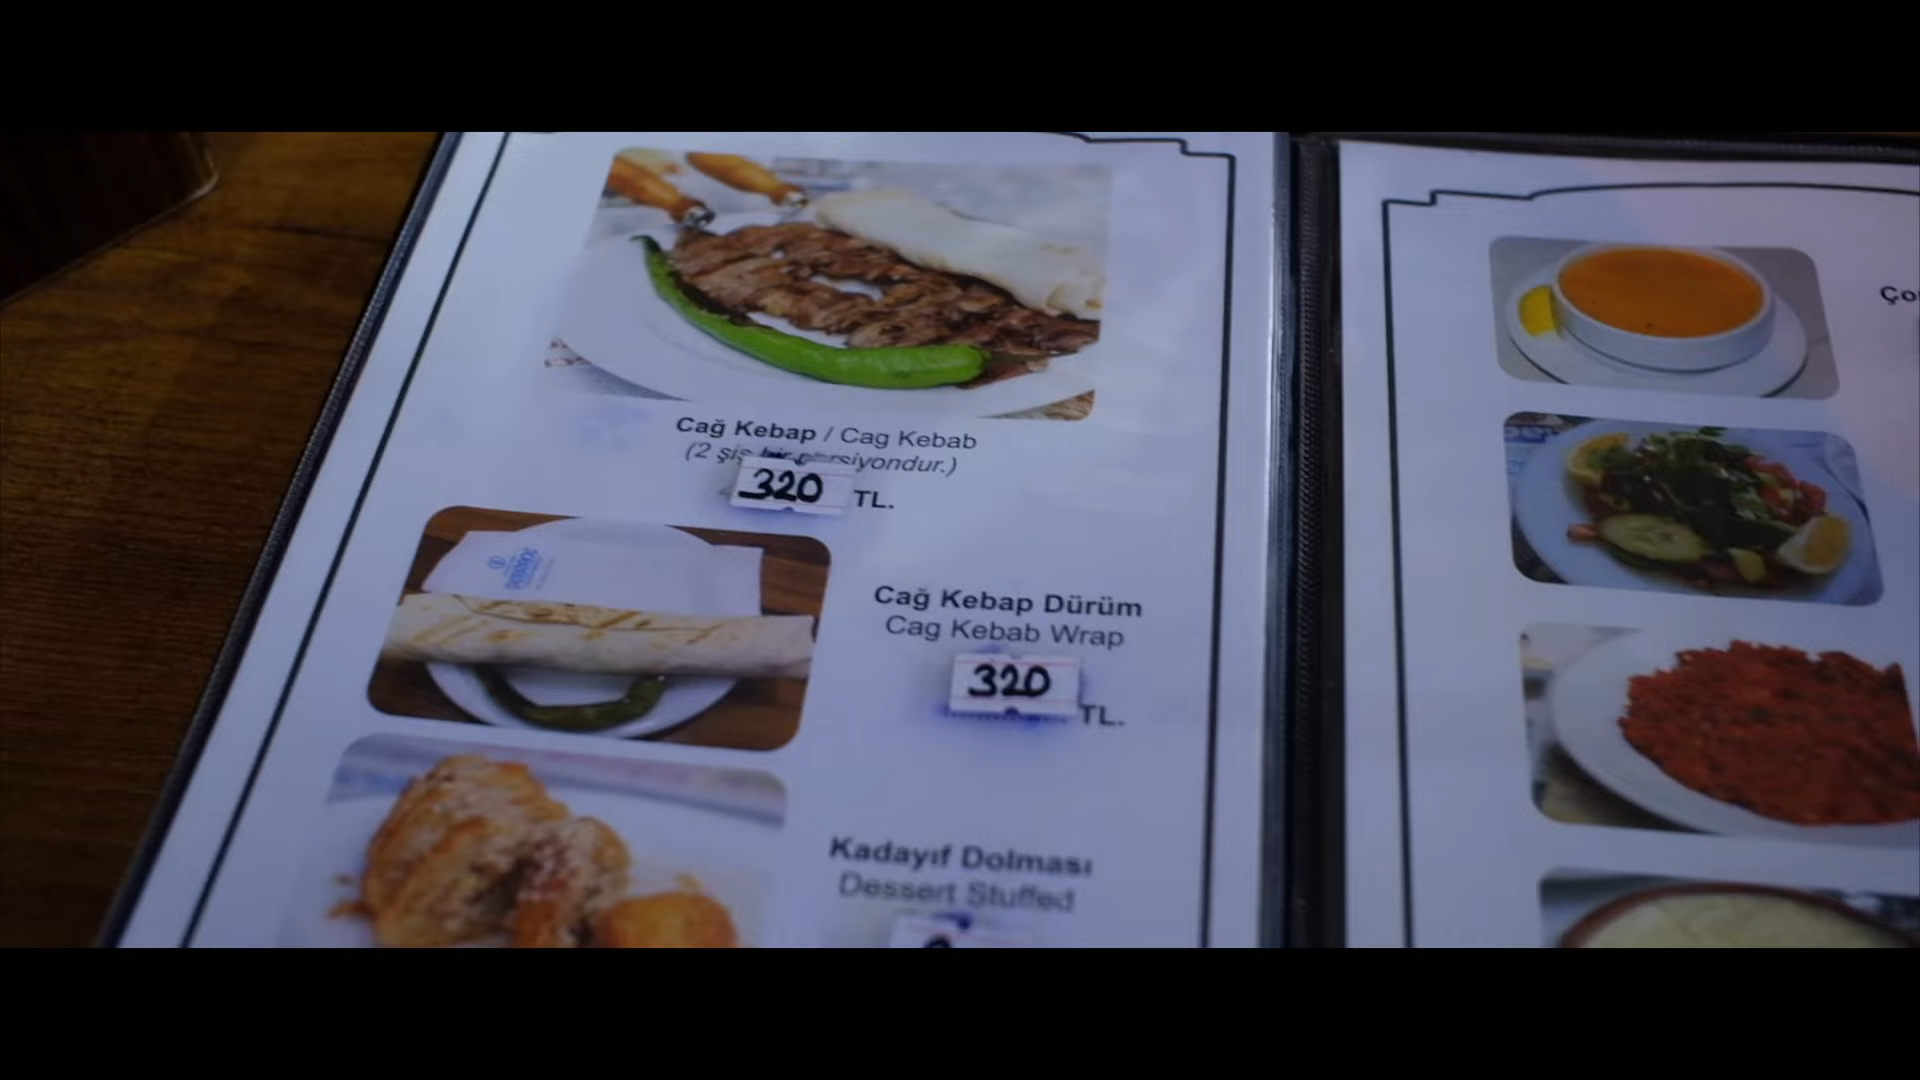 Cağ Kebap / Cag Kebab
(2 şiş bir porsiyondur.)
320 TL.
Cağ Kebap Dürüm
Cag Kebab Wrap
320 TL.
Kadayıf Dolması
Dessert Stuffed